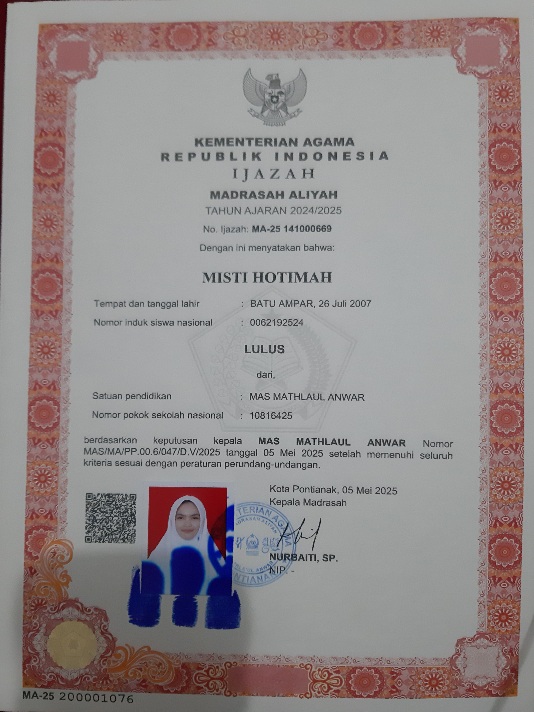 KEMENTERIAN AGAMA
REPUBLIK INDONESIA
IJAZAH
MADRASAH ALIYAH
TAHUN AJARAN 2024/2025
No. Ijazah: MA-25 141000669
Dengan ini menyatakan bahwa:
MISTI HOTIMAH
Tempat dan tanggal lahir : BATU AMPAR, 26 Juli 2007
Nomor induk siswa nasional : 0062192524
LULUS
dari,
Satuan pendidikan : MAS MATHLAUL ANWAR
Nomor pokok sekolah nasional : 10816425
berdasarkan keputusan kepala MAS MATHLAUL ANWAR Nomor
MAS/MA/PP.00.6/047/D.V/2025 tanggal 05 Mei 2025 setelah memenuhi seluruh
kriteria sesuai dengan peraturan perundang-undangan.
Kota Pontianak, 05 Mei 2025
Kepala Madrasah
NURBAITI, SP.
NIP. -
MA-25 200001076